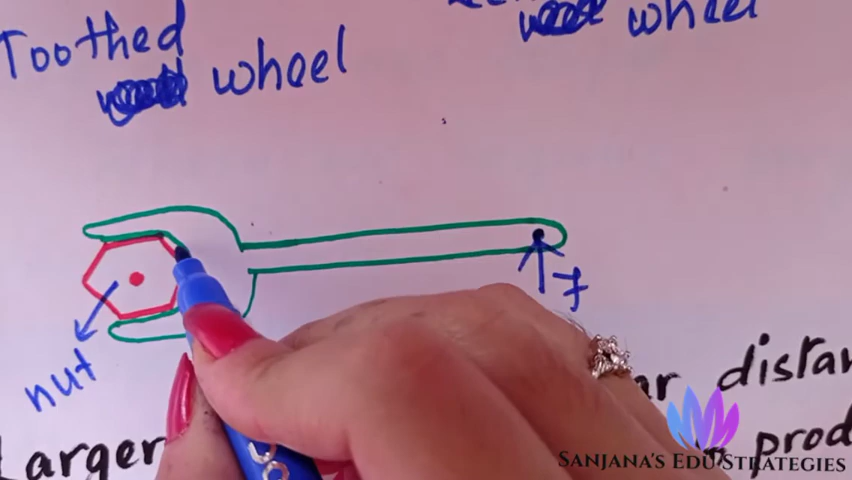 Toothed
wheel
wheel
F
nut
distan
Larger
prod
SANJANA'S EDU STRATEGIES